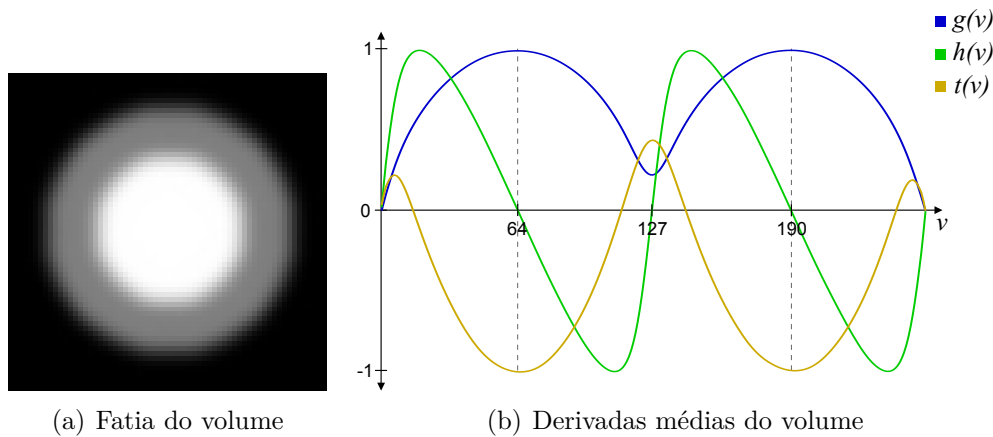 g(v)
h(v)
t(v)
1
0
-1
64
127
190
v
(a) Fatia do volume
(b) Derivadas médias do volume